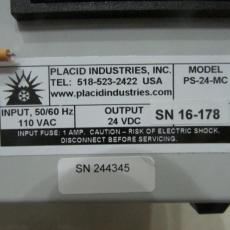 PLACID INDUSTRIES, INC.
TEL: 518-523-2422 USA
www.placidindustries.com
MODEL
PS-24-MC
INPUT, 50/60 Hz
110 VAC
OUTPUT
24 VDC
SN 16-178
INPUT FUSE: 1 AMP. CAUTION - RISK OF ELECTRIC SHOCK.
DISCONNECT BEFORE SERVICING.
SN 244345